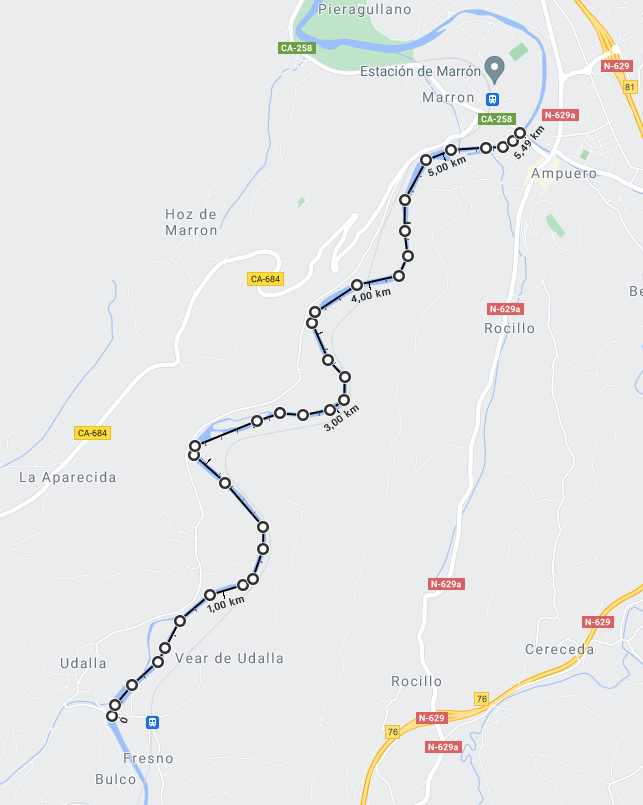 Pieragullano
CA-258
N-629
Estación de Marrón
81
Marron
CA-258
N-629a
5,49 km
5,00 km
Ampuero
Hoz de
Marron
CA-684
4,00 km
Be
N-629a
Rocillo
3,00 km
CA-684
La Aparecida
N-629a
1,00 km
N-629
Cereceda
Udalla
Vear de Udalla
Rocillo
76
0
N-629
76
N-629a
Fresno
Bulco